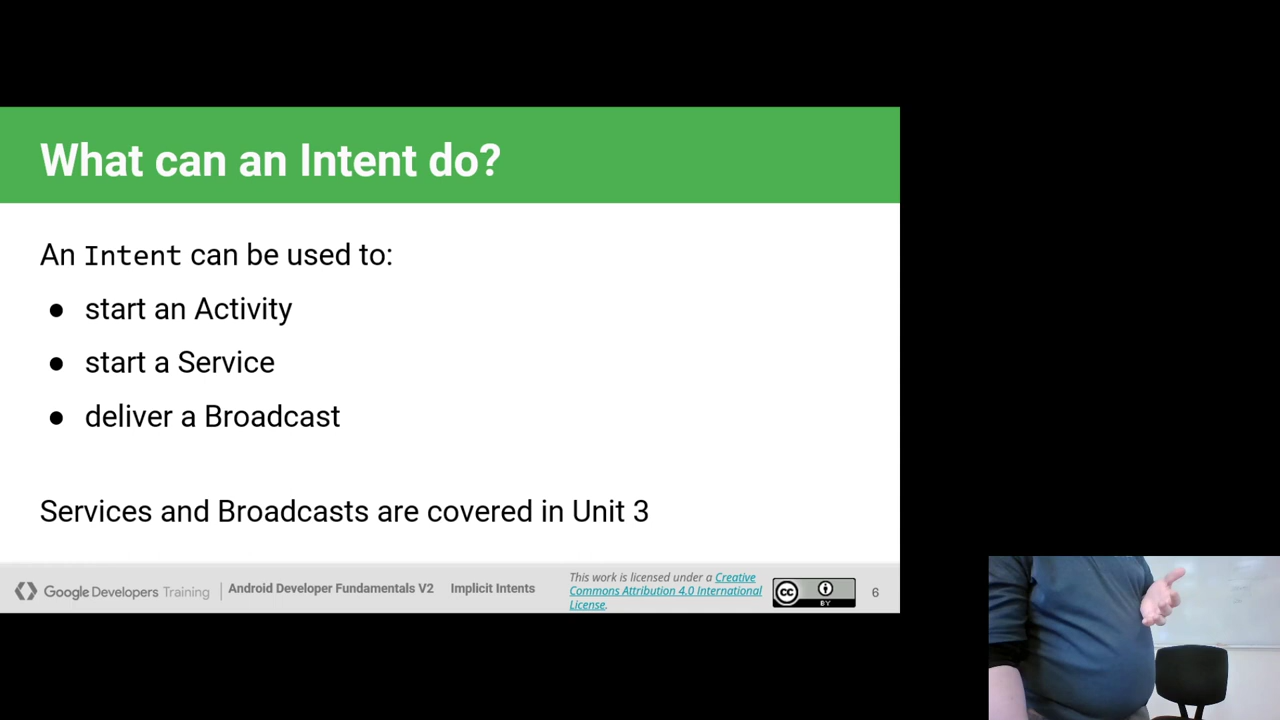 What can an Intent do?
An Intent can be used to:
● start an Activity
● start a Service
● deliver a Broadcast
Services and Broadcasts are covered in Unit 3
Google Developers Training
Android Developer Fundamentals V2
Implicit Intents
This work is licensed under a Creative
Commons Attribution 4.0 International
License.
cc
BY
6